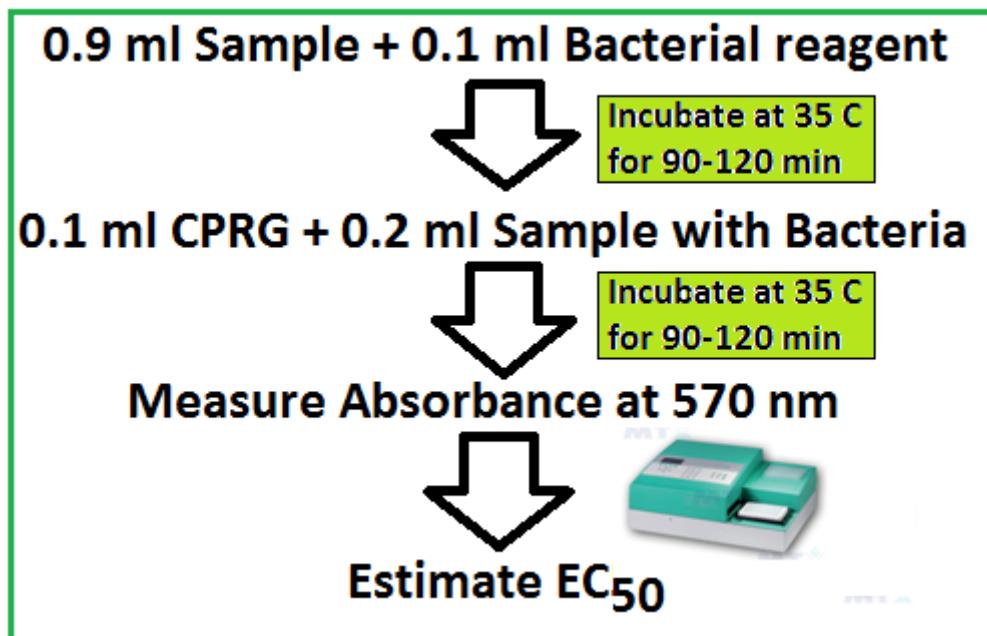 0.9 ml Sample + 0.1 ml Bacterial reagent
Incubate at 35 C
for 90-120 min
0.1 ml CPRG + 0.2 ml Sample with Bacteria
Incubate at 35 C
for 90-120 min
Measure Absorbance at 570 nm
Estimate EC50